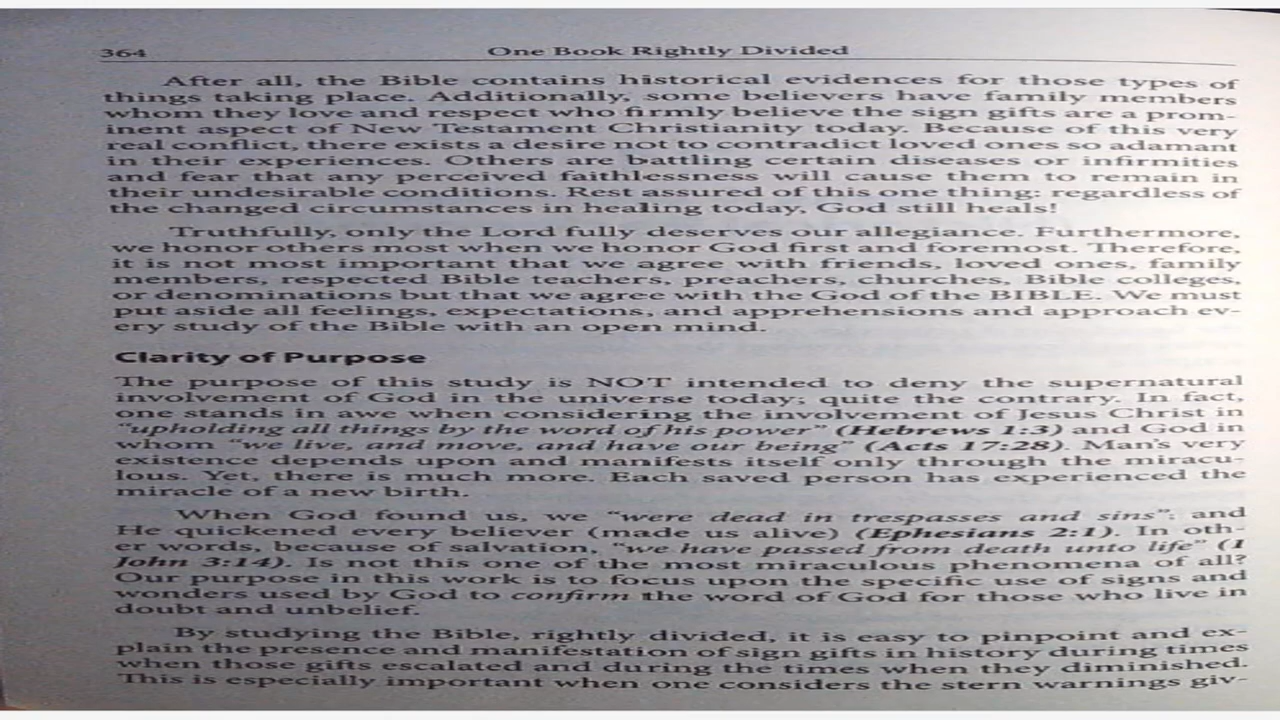 364
One Book Rightly Divided
After all, the Bible contains historical evidences for those types of
things taking place. Additionally, some believers have family members
whom they love and respect who firmly believe the sign gifts are a prom-
inent aspect of New Testament Christianity today. Because of this very
real conflict, there exists a desire not to contradict loved ones so adamant
in their experiences. Others are battling certain diseases or infirmities
and fear that any perceived faithlessness will cause them to remain in
their undesirable conditions. Rest assured of this one thing: regardless of
the changed circumstances in healing today, God still heals!
Truthfully, only the Lord fully deserves our allegiance. Furthermore,
we honor others most when we honor God first and foremost. Therefore,
it is not most important that we agree with friends, loved ones, family
members, respected Bible teachers, preachers, churches, Bible colleges,
or denominations but that we agree with the God of the BIBLE. We must
put aside all feelings, expectations, and apprehensions and approach ev-
ery study of the Bible with an open mind.
Clarity of Purpose
The purpose of this study is NOT intended to deny the supernatural
involvement of God in the universe today; quite the contrary. In fact,
one stands in awe when considering the involvement of Jesus Christ in
"upholding all things by the word of his power" (Hebrews 1:3) and God in
whom "we live, and move, and have our being" (Acts 17:28). Man's very
existence depends upon and manifests itself only through the miracu-
lous. Yet, there is much more. Each saved person has experienced the
miracle of a new birth.
When God found us, we "were dead in trespasses and sins"; and
He quickened every believer (made us alive) (Ephesians 2:1). In oth-
er words, because of salvation, "we have passed from death unto life" (1
John 3:14). Is not this one of the most miraculous phenomena of all?
Our purpose in this work is to focus upon the specific use of signs and
wonders used by God to confirm the word of God for those who live in
doubt and unbelief.
By studying the Bible, rightly divided, it is easy to pinpoint and ex-
plain the presence and manifestation of sign gifts in history during times
when those gifts escalated and during the times when they diminished.
This is especially important when one considers the stern warnings giv-